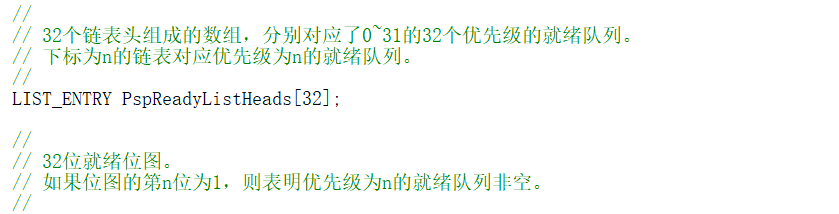 //
// 32个链表头组成的数组，分别对应了0~31的32个优先级的就绪队列。
// 下标为n的链表对应优先级为n的就绪队列。
//
LIST_ENTRY PspReadyListHeads[32];
//
// 32位就绪位图。
// 如果位图的第n位为1，则表明优先级为n的就绪队列非空。
//